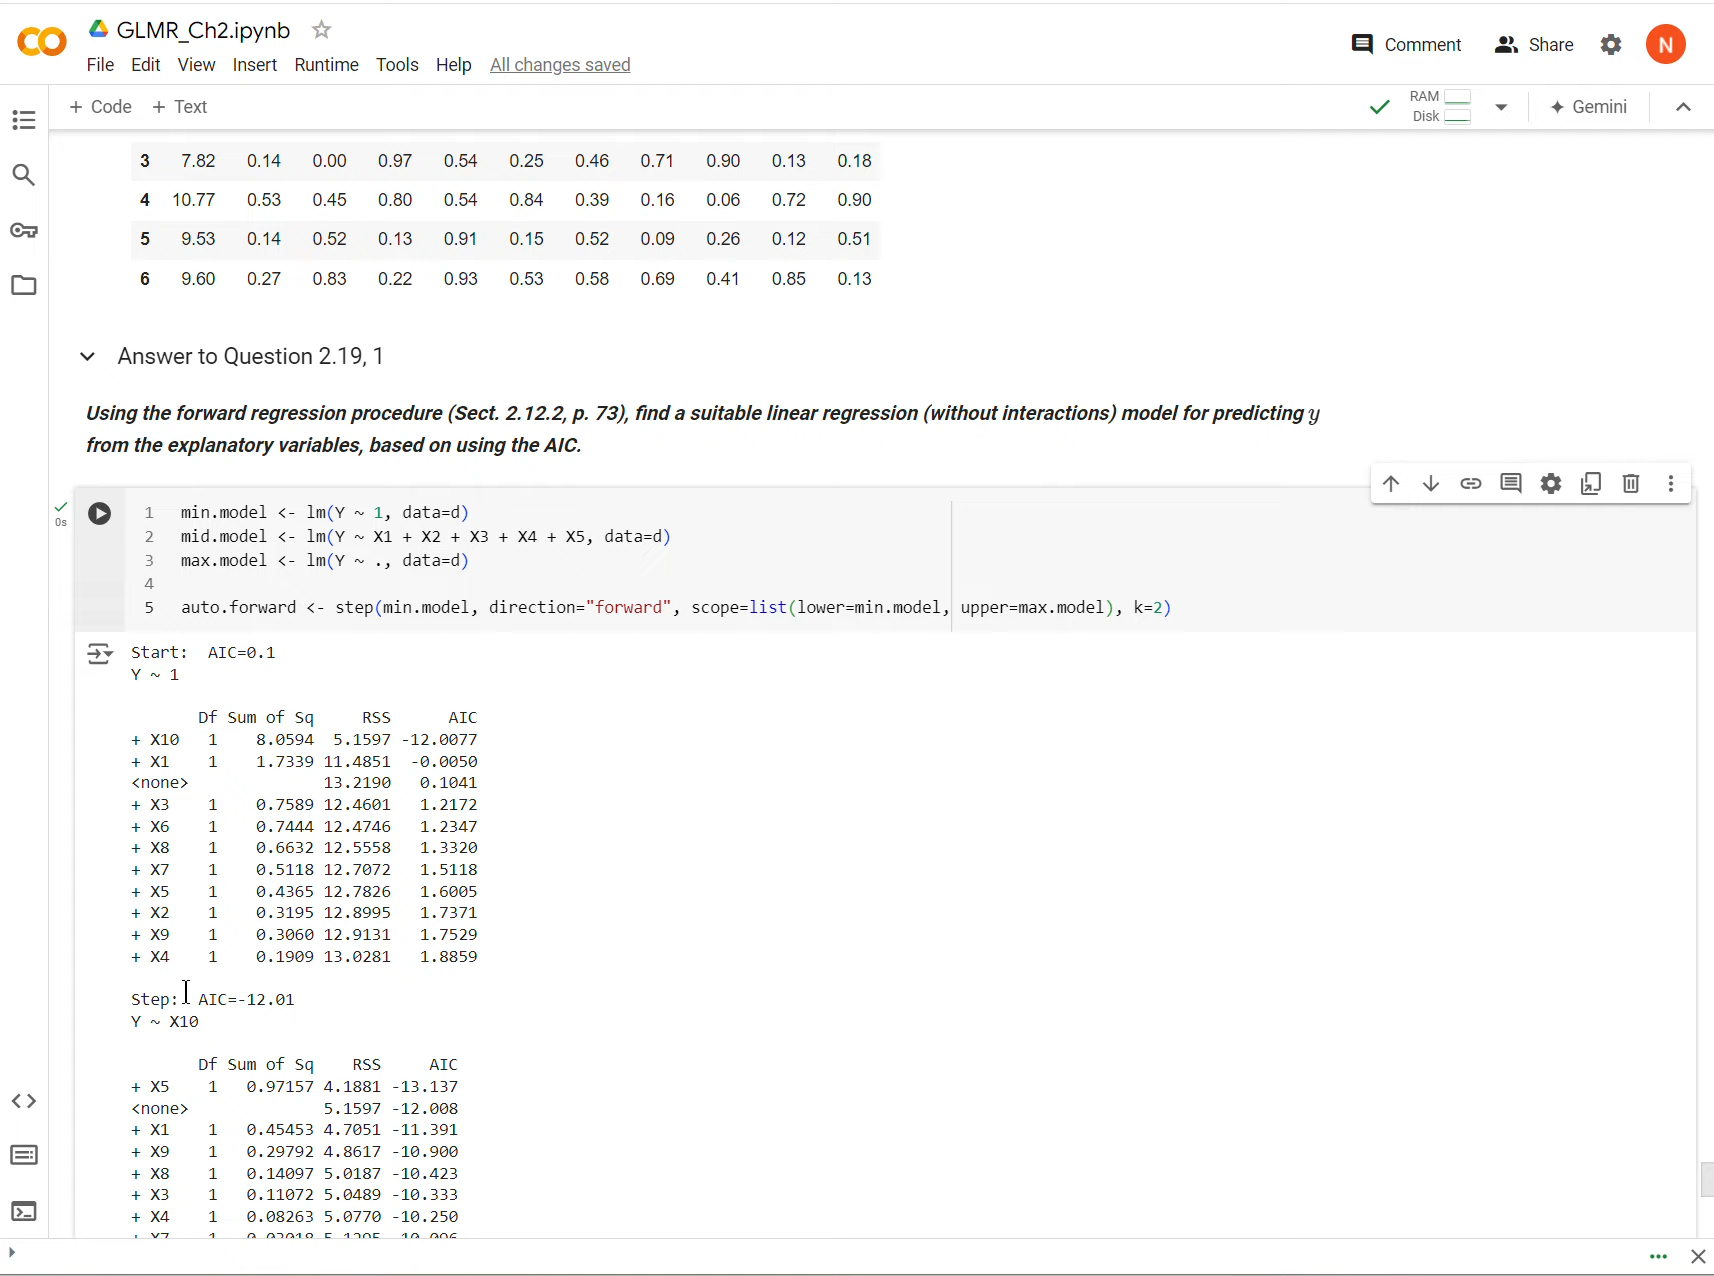 GLMR_Ch2.ipynb
Comment
Share
N
File Edit View Insert Runtime Tools Help All changes saved
+ Code + Text
RAM
Disk
Gemini
3 7.82 0.14 0.00 0.97 0.54 0.25 0.46 0.71 0.90 0.13 0.18
4 10.77 0.53 0.45 0.80 0.54 0.84 0.39 0.16 0.06 0.72 0.90
5 9.53 0.14 0.52 0.13 0.91 0.15 0.52 0.09 0.26 0.12 0.51
6 9.60 0.27 0.83 0.22 0.93 0.53 0.58 0.69 0.41 0.85 0.13
Answer to Question 2.19, 1
Using the forward regression procedure (Sect. 2.12.2, p. 73), find a suitable linear regression (without interactions) model for predicting y
from the explanatory variables, based on using the AIC.
0s
1 min.model <- lm(Y ~ 1, data=d)
2 mid.model <- lm(Y ~ X1 + X2 + X3 + X4 + X5, data=d)
3 max.model <- lm(Y ~ ., data=d)
4
5 auto.forward <- step(min.model, direction="forward", scope=list(lower=min.model, upper=max.model), k=2)
Start: AIC=0.1
Y ~ 1
Df Sum of Sq RSS AIC
+ X10 1 8.0594 5.1597 -12.0077
+ X1 1 1.7339 11.4851 -0.0050
<none> 13.2190 0.1041
+ X3 1 0.7589 12.4601 1.2172
+ X6 1 0.7444 12.4746 1.2347
+ X8 1 0.6632 12.5558 1.3320
+ X7 1 0.5118 12.7072 1.5118
+ X5 1 0.4365 12.7826 1.6005
+ X2 1 0.3195 12.8995 1.7371
+ X9 1 0.3060 12.9131 1.7529
+ X4 1 0.1909 13.0281 1.8859
Step: AIC=-12.01
Y ~ X10
Df Sum of Sq RSS AIC
+ X5 1 0.97157 4.1881 -13.137
<none> 5.1597 -12.008
+ X1 1 0.45453 4.7051 -11.391
+ X9 1 0.29792 4.8617 -10.900
+ X8 1 0.14097 5.0187 -10.423
+ X3 1 0.11072 5.0489 -10.333
+ X4 1 0.08263 5.0770 -10.250